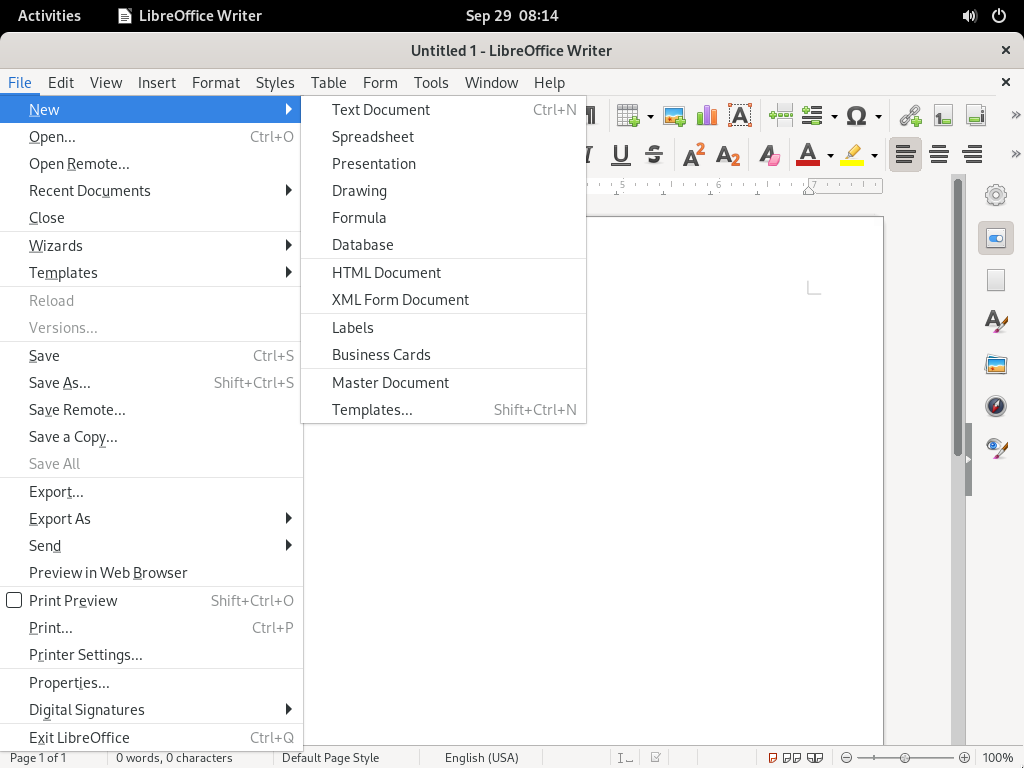 Activities LibreOffice Writer Sep 29 08:14
Untitled 1 - LibreOffice Writer
File Edit View Insert Format Styles Table Form Tools Window Help
New
Open... Ctrl+O
Open Remote...
Recent Documents
Close
Wizards
Templates
Reload
Versions...
Save Ctrl+S
Save As... Shift+Ctrl+S
Save Remote...
Save a Copy...
Save All
Export...
Export As
Send
Preview in Web Browser
Print Preview Shift+Ctrl+O
Print... Ctrl+P
Printer Settings...
Properties...
Digital Signatures
Exit LibreOffice Ctrl+Q
Text Document Ctrl+N
Spreadsheet
Presentation
Drawing
Formula
Database
HTML Document
XML Form Document
Labels
Business Cards
Master Document
Templates... Shift+Ctrl+N
5 6 7
Page 1 of 1 0 words, 0 characters Default Page Style English (USA) 100%